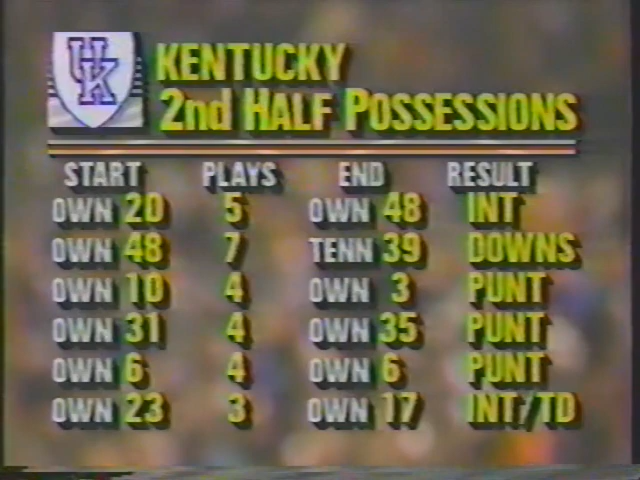 UK
KENTUCKY
2nd HALF POSSESSIONS
START PLAYS END RESULT
OWN 20 5 OWN 48 INT
OWN 48 7 TENN 39 DOWNS
OWN 10 4 OWN 3 PUNT
OWN 31 4 OWN 35 PUNT
OWN 6 4 OWN 6 PUNT
OWN 23 3 OWN 17 INT/TD